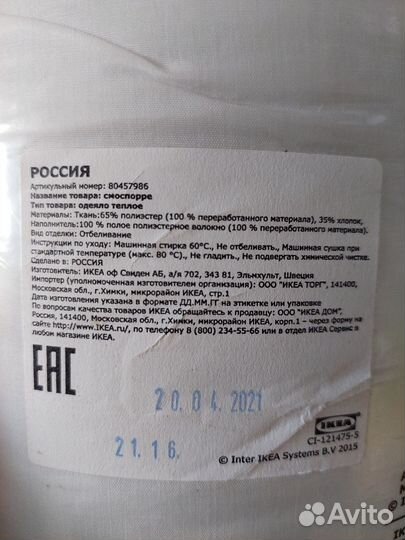 РОССИЯ
Артикульный номер: 80457986
Название товара: смоспорре
Тип товара: одеяло теплое
Материалы: Ткань:65% полиэстер (100 % переработанного материала), 35% хлопок,
Наполнитель:100 % полое полиэстерное волокно (100 % переработанного материала).
Вид отделки: Отбеливание
Инструкции по уходу: Машинная стирка 60°С., Не отбеливать., Машинная сушка при
стандартной температуре (макс. 80 °С)., Не гладить., Не подвергать химической чистке.
Сделано в: РОССИЯ
Изготовитель: ИКЕА оф Свиден АБ, а/я 702, 343 81, Эльмхульт, Швеция
Импортер (уполномоченная изготовителем организация): ООО "ИКЕА ТОРГ", 141400,
Московская обл., г.Химки, микрорайон ИКЕА, стр.1
Дата изготовления указана в формате ДД.ММ.ГГ на этикетке или упаковке
По вопросам качества товаров ИКЕА обращайтесь к продавцу: ООО "ИКЕА ДОМ",
141400, Россия, Московская обл., г.Химки, микрорайон ИКЕА, корп.1 – через форму на
сайте http://www.IKEA.ru/, по телефону 8 (800) 234-55-66 или в отделе ИКЕА Сервис в
любом магазине ИКЕА.
EAC
20.04.2021
21.16.
IKEA
CI-121475-5
© Inter IKEA Systems B.V 2015
Avito